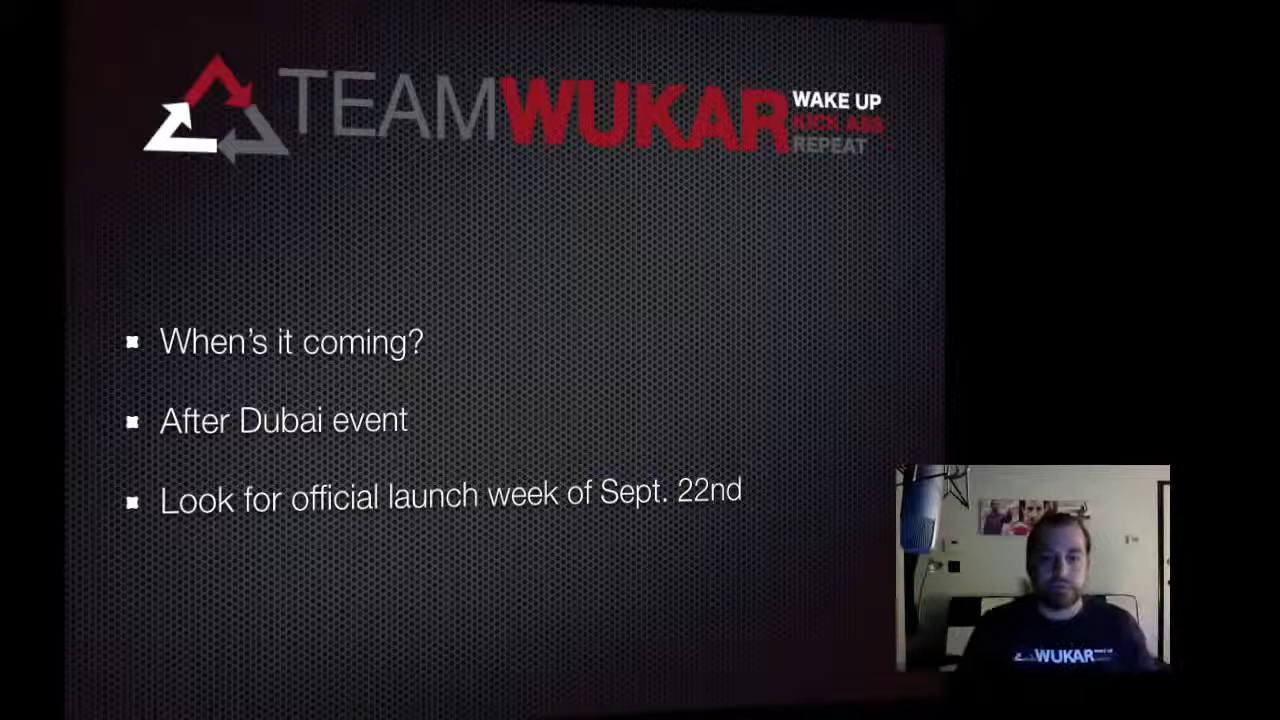 TEAMWUKAR
WAKE UP
KICK ASS
REPEAT
When's it coming?
After Dubai event
Look for official launch week of Sept. 22nd
WUKAR